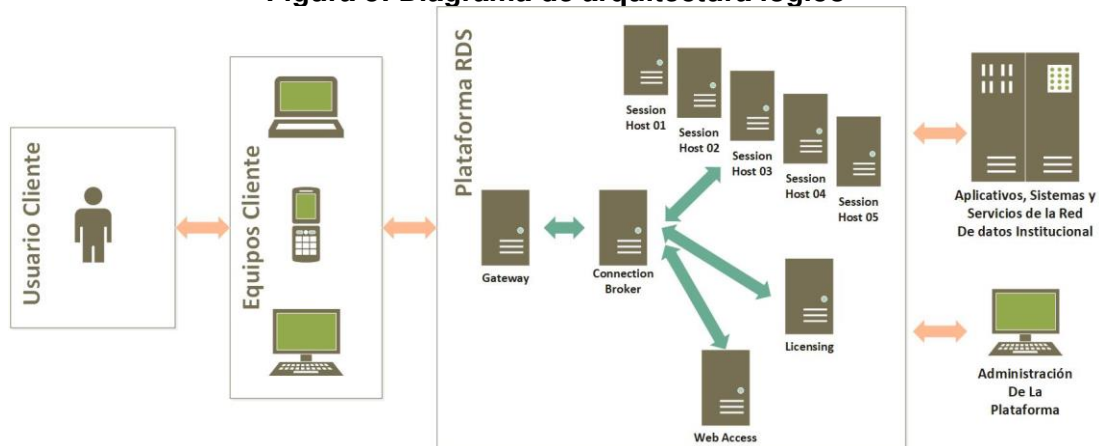 Figura 3. Diagrama de arquitectura lógico
Usuario Cliente
Equipos Cliente
Plataforma RDS
Session
Host 01
Session
Host 02
Session
Host 03
Session
Host 04
Session
Host 05
Gateway
Connection
Broker
Licensing
Web Access
Aplicativos, Sistemas y
Servicios de la Red
De datos Institucional
Administración
De La
Plataforma